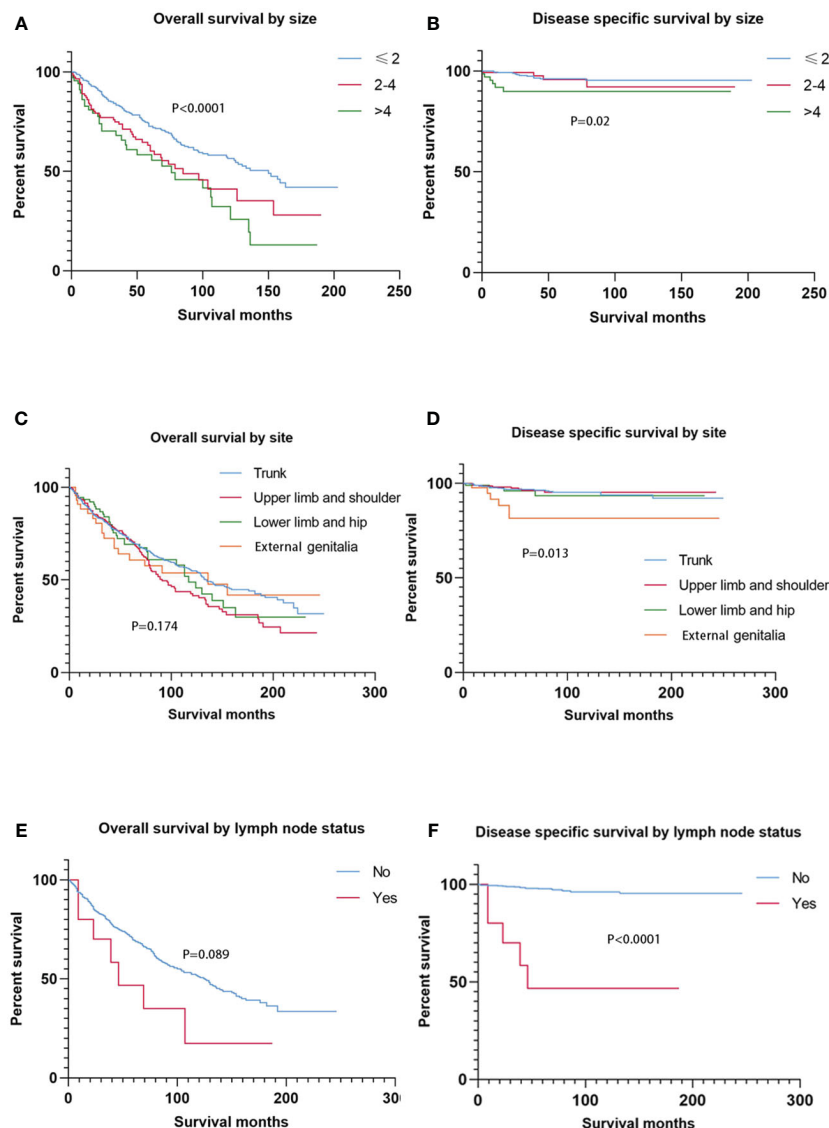 A
Overall survival by size
≤ 2
2-4
>4
P<0.0001
Percent survival
100
50
0
0 50 100 150 200 250
Survival months
B
Disease specific survival by size
≤ 2
2-4
>4
P=0.02
Percent survival
100
50
0
0 50 100 150 200 250
Survival months
C
Overall survial by site
Trunk
Upper limb and shoulder
Lower limb and hip
External genitalia
P=0.174
Percent survival
100
50
0
0 100 200 300
Survival months
D
Disease specific survival by site
P=0.013
Trunk
Upper limb and shoulder
Lower limb and hip
External genitalia
Percent survival
100
50
0
0 100 200 300
Survival months
E
Overall survival by lymph node status
No
Yes
P=0.089
Percent survival
100
50
0
0 100 200 300
Survival months
F
Disease specific survival by lymph node status
No
Yes
P<0.0001
Percent survival
100
50
0
0 100 200 300
Survival months